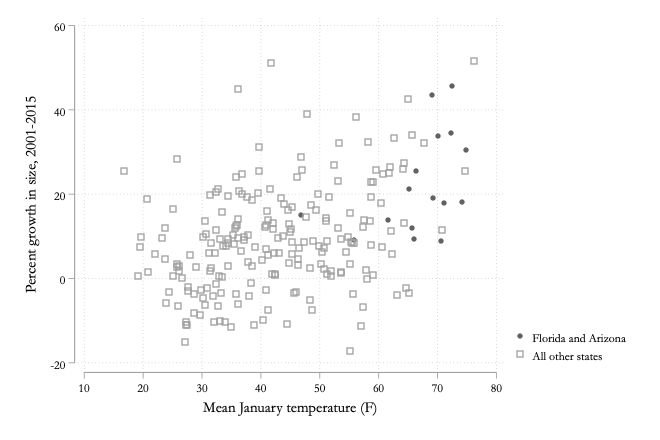 60
40
20
0
-20
Percent growth in size, 2001-2015
10 20 30 40 50 60 70 80
Mean January temperature (F)
Florida and Arizona
All other states